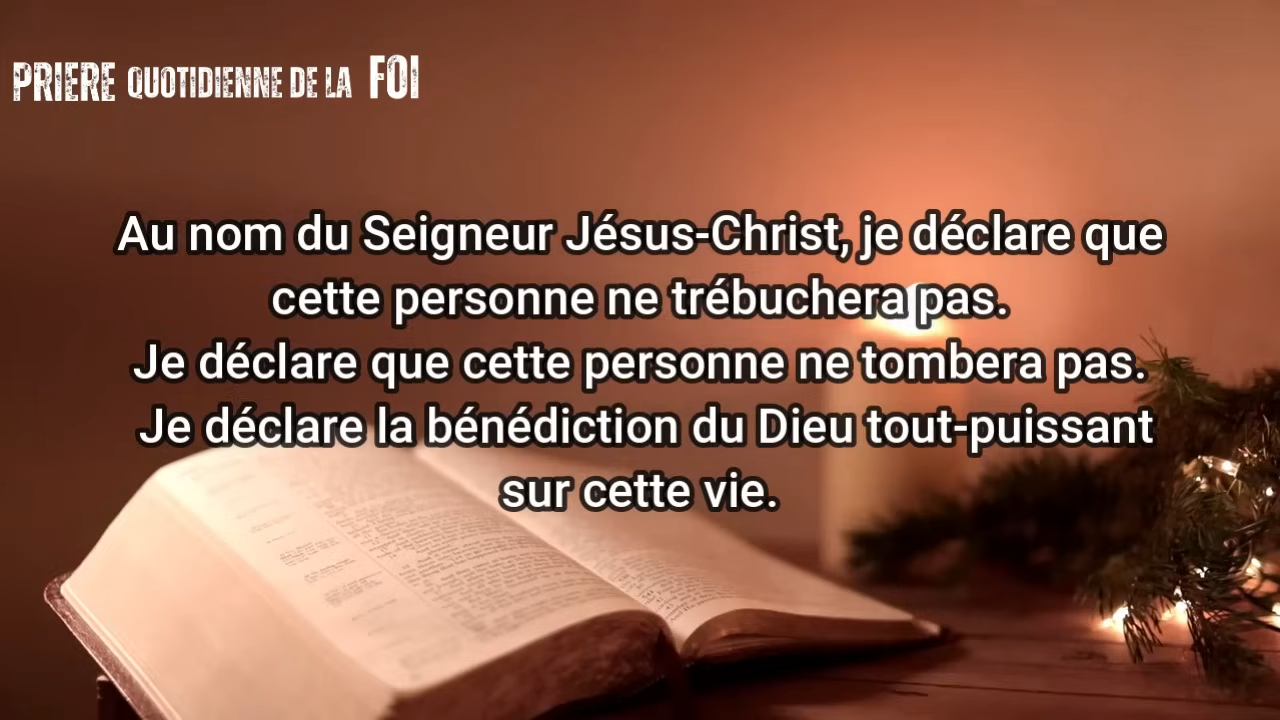 PRIERE QUOTIDIENNE DE LA FOI
Au nom du Seigneur Jésus-Christ, je déclare que
cette personne ne trébuchera pas.
Je déclare que cette personne ne tombera pas.
Je déclare la bénédiction du Dieu tout-puissant
sur cette vie.